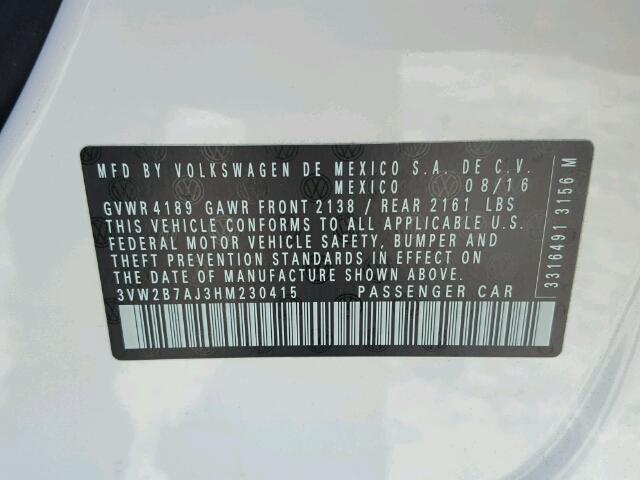 MFD BY VOLKSWAGEN DE MEXICO S.A. DE C.V.
MEXICO 08/16
GVWR 4189 GAWR FRONT 2138 / REAR 2161 LBS
THIS VEHICLE CONFORMS TO ALL APPLICABLE U.S.
FEDERAL MOTOR VEHICLE SAFETY, BUMPER AND
THEFT PREVENTION STANDARDS IN EFFECT ON
THE DATE OF MANUFACTURE SHOWN ABOVE.
3VW2B7AJ3HM230415 PASSENGER CAR
3316491 3156 M